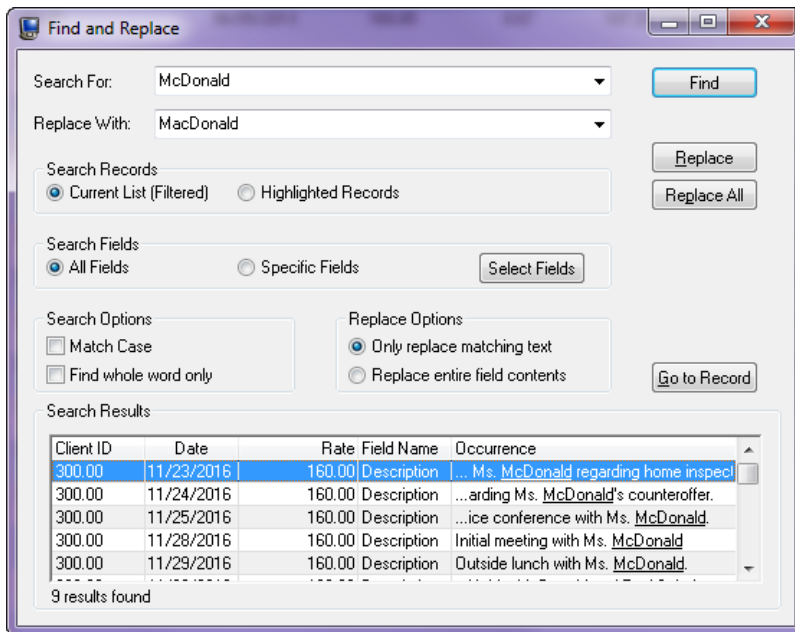 Find and Replace
Search For: McDonald Find
Replace With: MacDonald
Replace
Search Records
Current List (Filtered) Highlighted Records Replace All
Search Fields
All Fields Specific Fields Select Fields
Search Options Replace Options
Match Case Only replace matching text
Find whole word only Replace entire field contents Go to Record
Search Results
Client ID Date Rate Field Name Occurrence
300.00 11/23/2016 160.00 Description ... Ms. McDonald regarding home inspect
300.00 11/24/2016 160.00 Description ...arding Ms. McDonald's counteroffer.
300.00 11/25/2016 160.00 Description ...ice conference with Ms. McDonald.
300.00 11/28/2016 160.00 Description Initial meeting with Ms. McDonald
300.00 11/29/2016 160.00 Description Outside lunch with Ms. McDonald.
9 results found